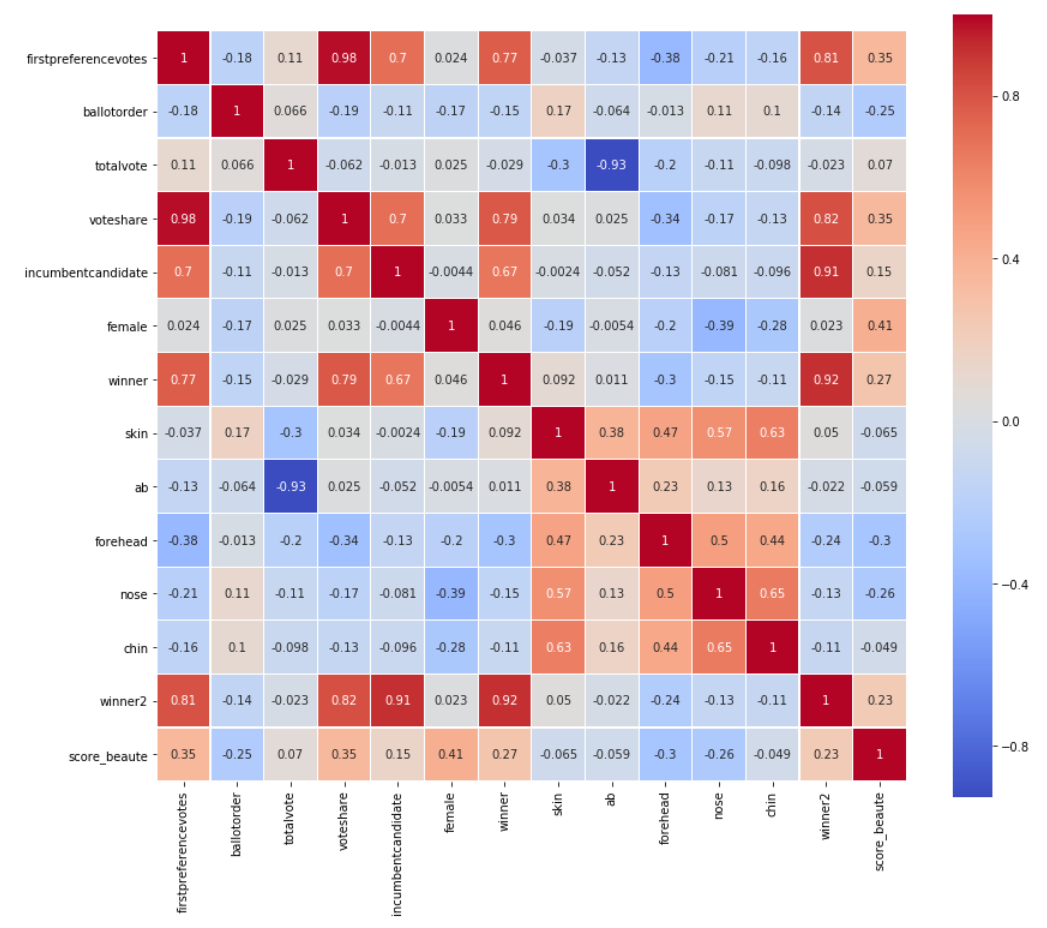 firstpreferencevotes 1 -0.18 0.11 0.98 0.7 0.024 0.77 -0.037 -0.13 -0.38 -0.21 -0.16 0.81 0.35
ballotorder -0.18 1 0.066 -0.19 -0.11 -0.17 -0.15 0.17 -0.064 -0.013 0.11 0.1 -0.14 -0.25
totalvote 0.11 0.066 1 -0.062 -0.013 0.025 -0.029 -0.3 -0.93 -0.2 -0.11 -0.098 -0.023 0.07
voteshare 0.98 -0.19 -0.062 1 0.7 0.033 0.79 0.034 0.025 -0.34 -0.17 -0.13 0.82 0.35
incumbentcandidate 0.7 -0.11 -0.013 0.7 1 -0.0044 0.67 -0.0024 -0.052 -0.13 -0.081 -0.096 0.91 0.15
female 0.024 -0.17 0.025 0.033 -0.0044 1 0.046 -0.19 -0.0054 -0.2 -0.39 -0.28 0.023 0.41
winner 0.77 -0.15 -0.029 0.79 0.67 0.046 1 0.092 0.011 -0.3 -0.15 -0.11 0.92 0.27
skin -0.037 0.17 -0.3 0.034 -0.0024 -0.19 0.092 1 0.38 0.47 0.57 0.63 0.05 -0.065
ab -0.13 -0.064 -0.93 0.025 -0.052 -0.0054 0.011 0.38 1 0.23 0.13 0.16 -0.022 -0.059
forehead -0.38 -0.013 -0.2 -0.34 -0.13 -0.2 -0.3 0.47 0.23 1 0.5 0.44 -0.24 -0.3
nose -0.21 0.11 -0.11 -0.17 -0.081 -0.39 -0.15 0.57 0.13 0.5 1 0.65 -0.13 -0.26
chin -0.16 0.1 -0.098 -0.13 -0.096 -0.28 -0.11 0.63 0.16 0.44 0.65 1 -0.11 -0.049
winner2 0.81 -0.14 -0.023 0.82 0.91 0.023 0.92 0.05 -0.022 -0.24 -0.13 -0.11 1 0.23
score_beaute 0.35 -0.25 0.07 0.35 0.15 0.41 0.27 -0.065 -0.059 -0.3 -0.26 -0.049 0.23 1
firstpreferencevotes
ballotorder
totalvote
voteshare
incumbentcandidate
female
winner
skin
ab
forehead
nose
chin
winner2
score_beaute
0.8
0.4
0.0
−0.4
−0.8